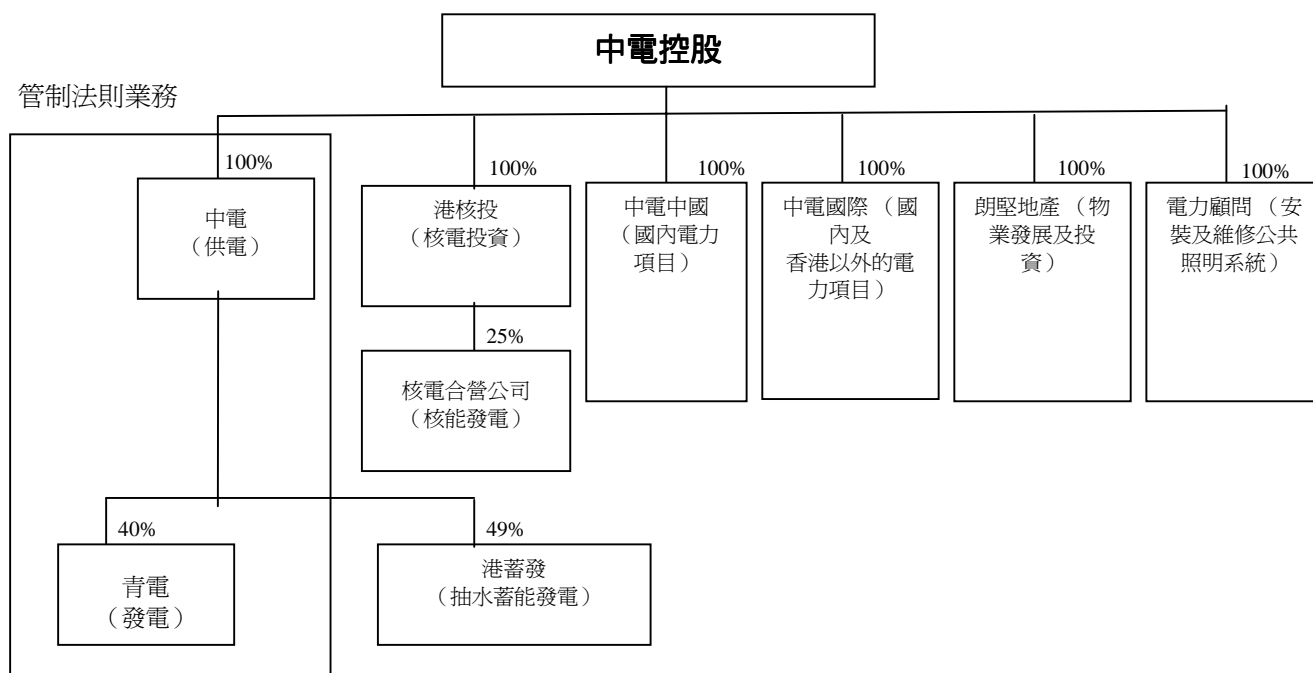 中電控股
管制法則業務
100%
中電
（供電）
100%
港核投
（核電投資）
100%
中電中國
（國內電力
項目）
100%
中電國際 （國
內及
香港以外的電
力項目）
100%
朗堅地產 （物
業發展及投
資）
100%
電力顧問 （安
裝及維修公共
照明系統）
25%
核電合營公司
（核能發電）
40%
青電
（發電）
49%
港蓄發
（抽水蓄能發電）